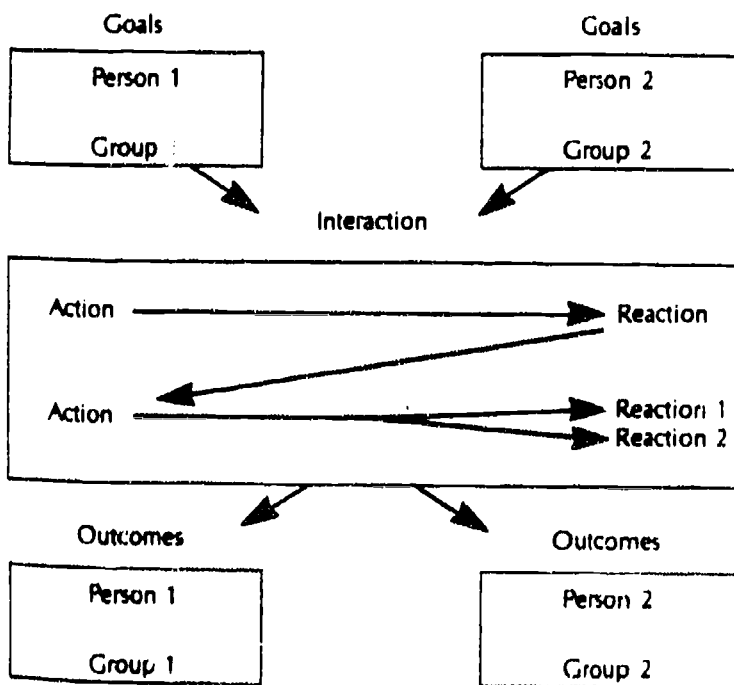 Goals
Goals
Person 1
Person 2
Group
Group 2
Interaction
Action
Reaction
Action
Reaction 1
Reaction 2
Outcomes
Outcomes
Person 1
Person 2
Group 1
Group 2